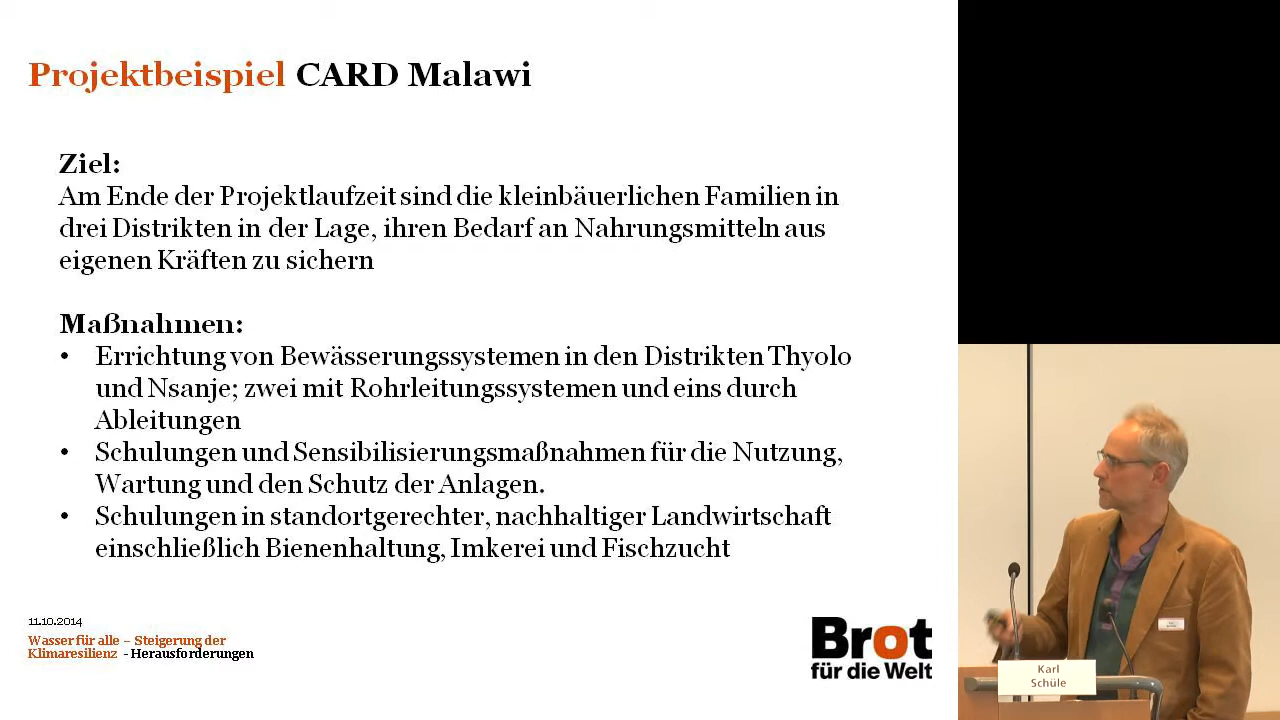 Projektbeispiel CARD Malawi
Ziel:
Am Ende der Projektlaufzeit sind die kleinbäuerlichen Familien in
drei Distrikten in der Lage, ihren Bedarf an Nahrungsmitteln aus
eigenen Kräften zu sichern
Maßnahmen:
• Errichtung von Bewässerungssystemen in den Distrikten Thyolo
und Nsanje; zwei mit Rohrleitungssystemen und eins durch
Ableitungen
• Schulungen und Sensibilisierungsmaßnahmen für die Nutzung,
Wartung und den Schutz der Anlagen.
• Schulungen in standortgerechter, nachhaltiger Landwirtschaft
einschließlich Bienenhaltung, Imkerei und Fischzucht
11.10.2014
Wasser für alle – Steigerung der
Klimaresilienz - Herausforderungen
Brot
für die Welt
Karl
Schüle